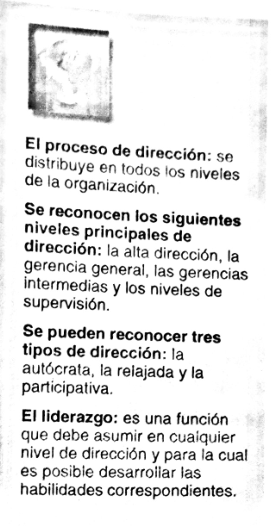 El proceso de dirección: se
distribuye en todos los niveles
de la organización.
Se reconocen los siguientes
niveles principales de
dirección: la alta dirección, la
gerencia general, las gerencias
intermedias y los niveles de
supervisión.
Se pueden reconocer tres
tipos de dirección: la
autócrata, la relajada y la
participativa.
El liderazgo: es una función
que debe asumir en cualquier
nivel de dirección y para la cual
es posible desarrollar las
habilidades correspondientes.